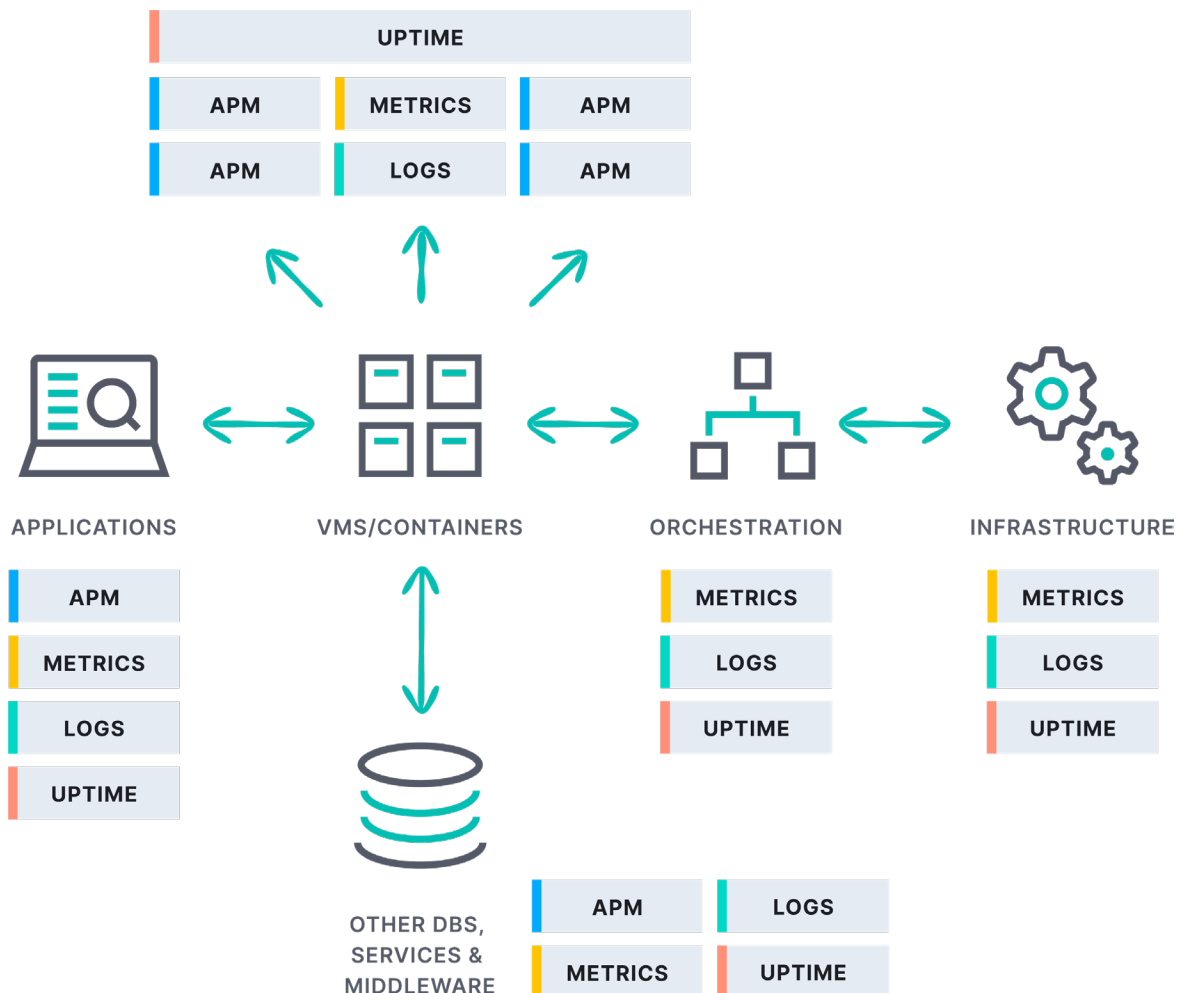 UPTIME
APM
METRICS
APM
APM
LOGS
APM
APPLICATIONS
VMS/CONTAINERS
ORCHESTRATION
INFRASTRUCTURE
APM
METRICS
LOGS
UPTIME
METRICS
LOGS
UPTIME
METRICS
LOGS
UPTIME
OTHER DBS,
SERVICES &
MIDDLEWARE
APM
LOGS
METRICS
UPTIME